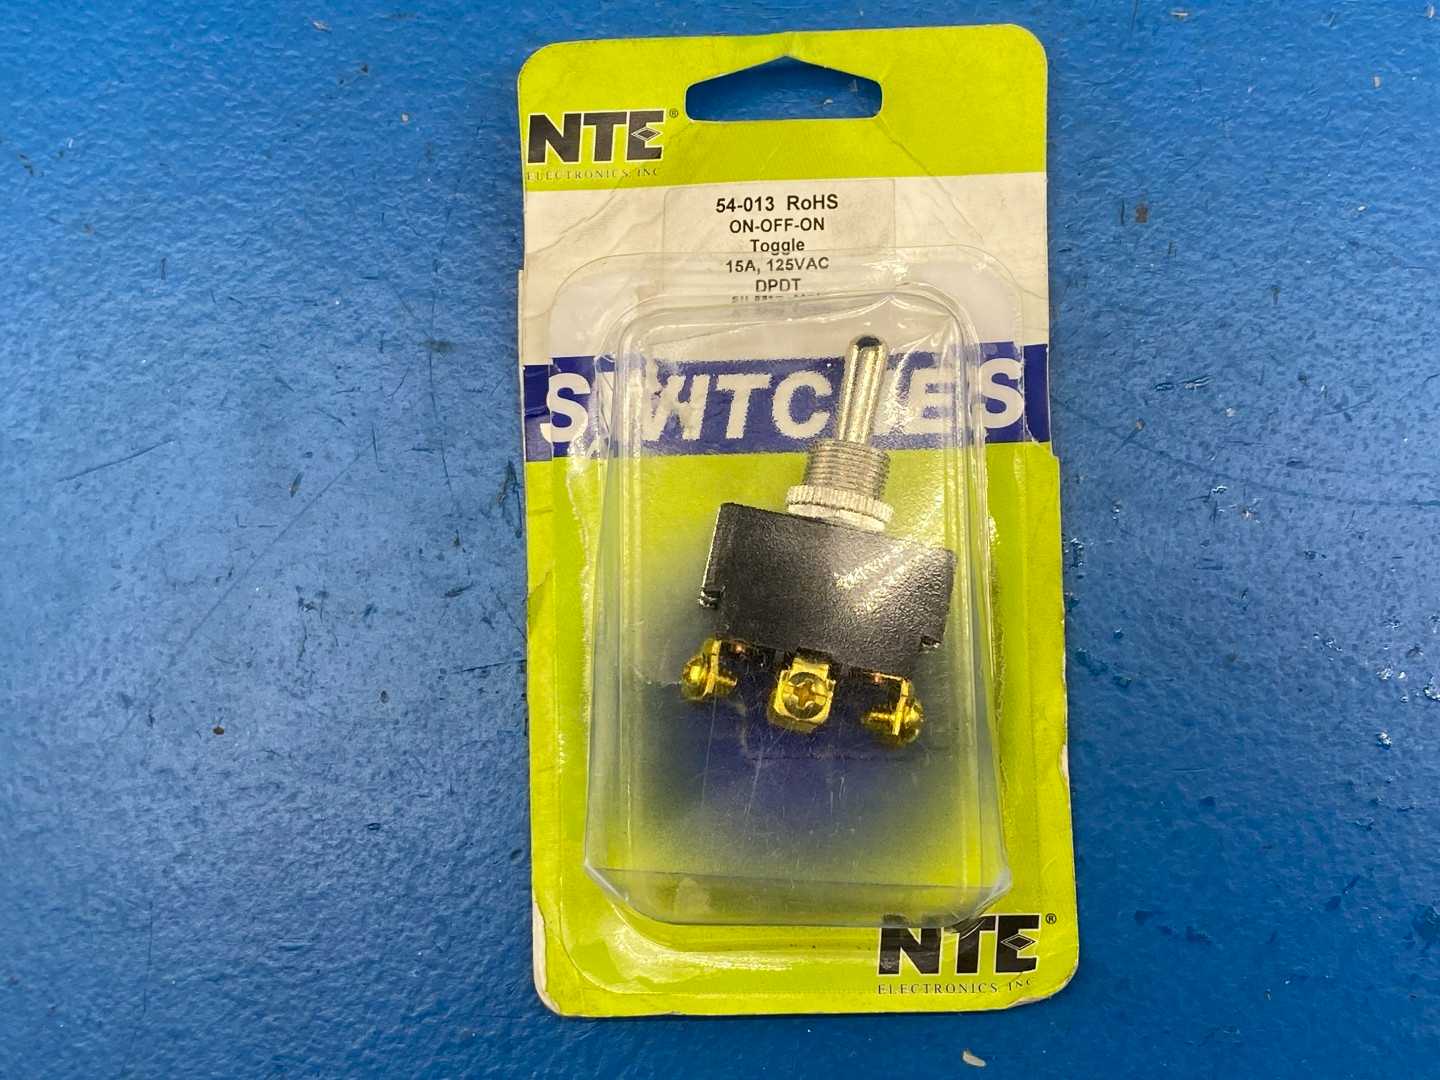 NTE®
ELECTRONICS, INC
54-013 RoHS
ON-OFF-ON
Toggle
15A, 125VAC
DPDT
SWITCHES
NTE®
ELECTRONICS, INC